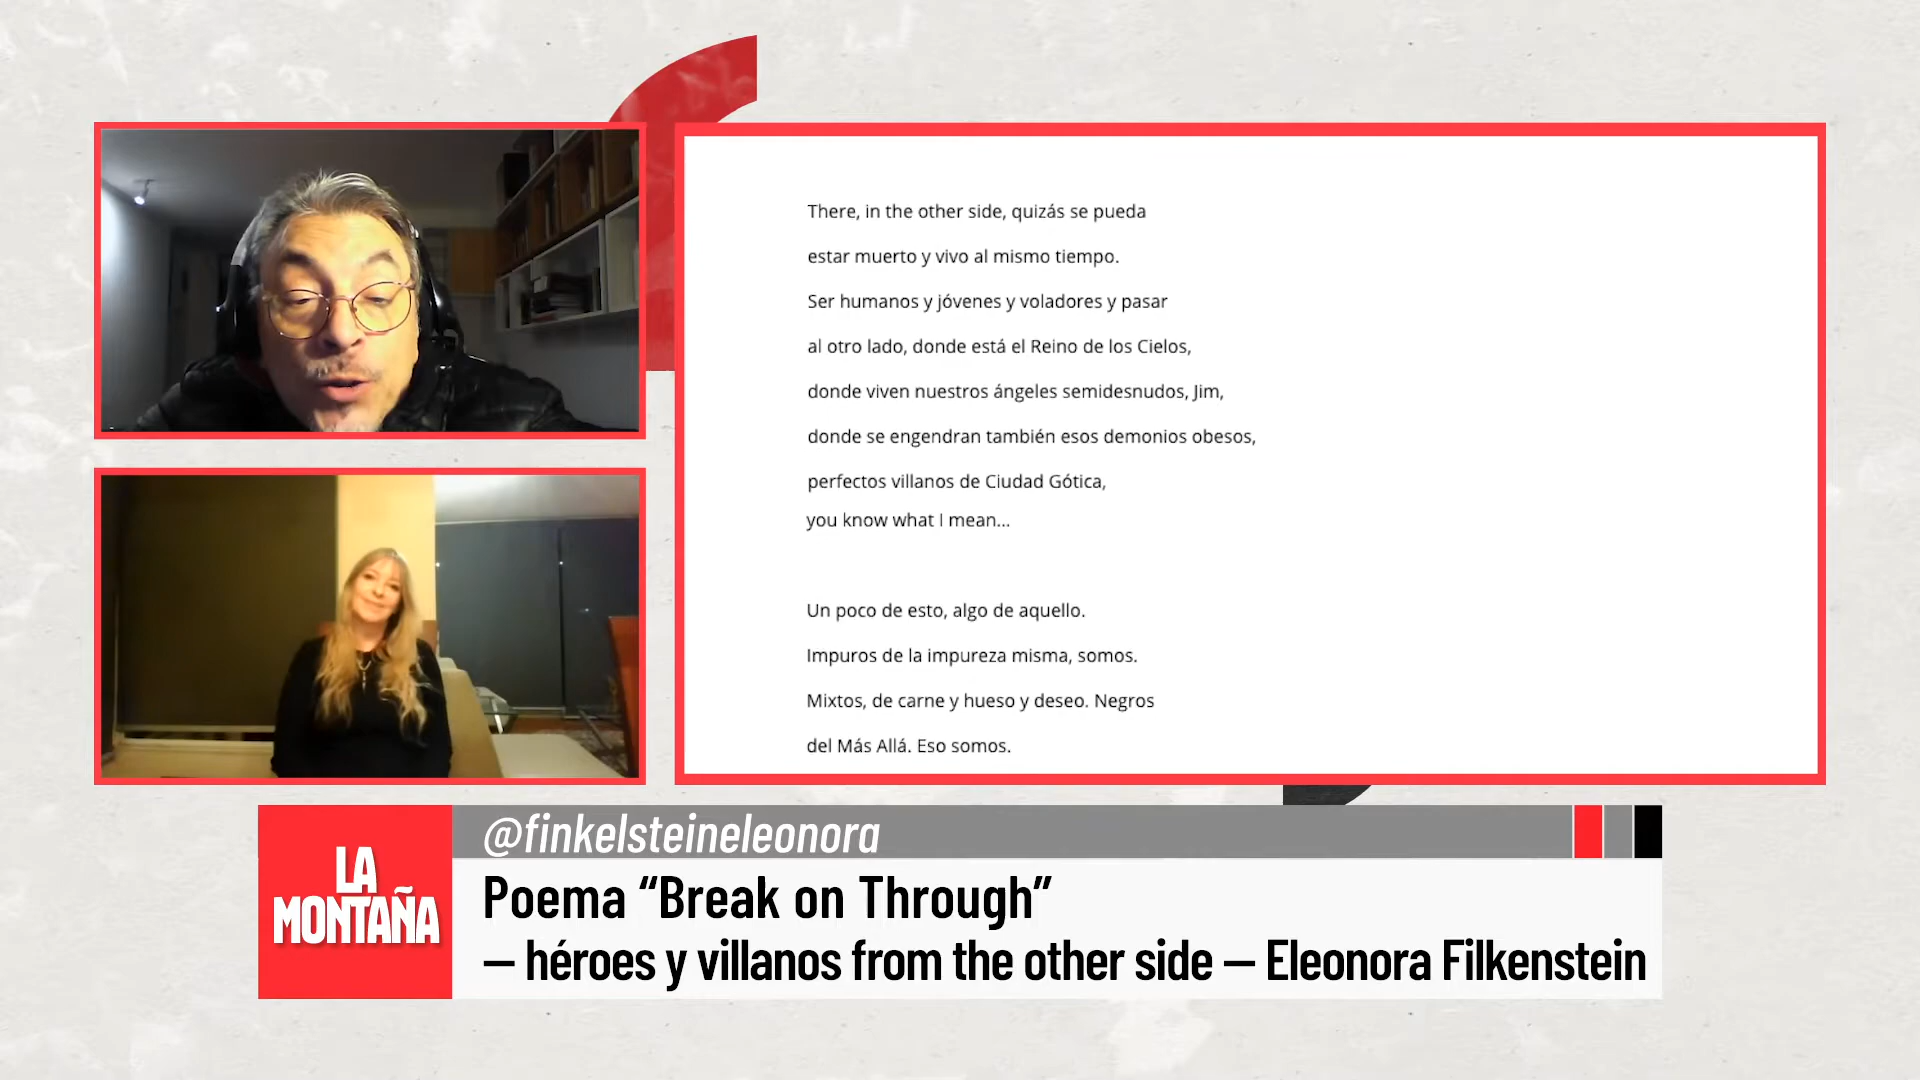 There, in the other side, quizás se pueda
estar muerto y vivo al mismo tiempo.
Ser humanos y jóvenes y voladores y pasar
al otro lado, donde está el Reino de los Cielos,
donde viven nuestros ángeles semidesnudos, Jim,
donde se engendran también esos demonios obesos,
perfectos villanos de Ciudad Gótica,
you know what I mean...
Un poco de esto, algo de aquello.
Impuros de la impureza misma, somos.
Mixtos, de carne y hueso y deseo. Negros
del Más Allá. Eso somos.
LA
MONTAÑA
@finkelsteineleonora
Poema “Break on Through”
– héroes y villanos from the other side – Eleonora Filkenstein